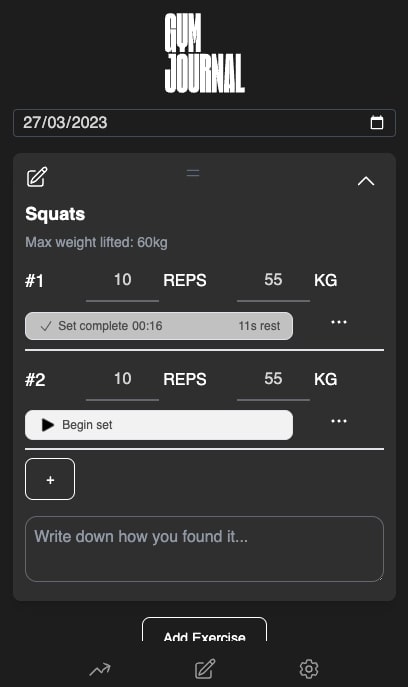 GYM
JOURNAL
27/03/2023
Squats
Max weight lifted: 60kg
#1 10 REPS 55 KG
Set complete 00:16 11s rest
#2 10 REPS 55 KG
Begin set
+
Write down how you found it...
Add Exercise